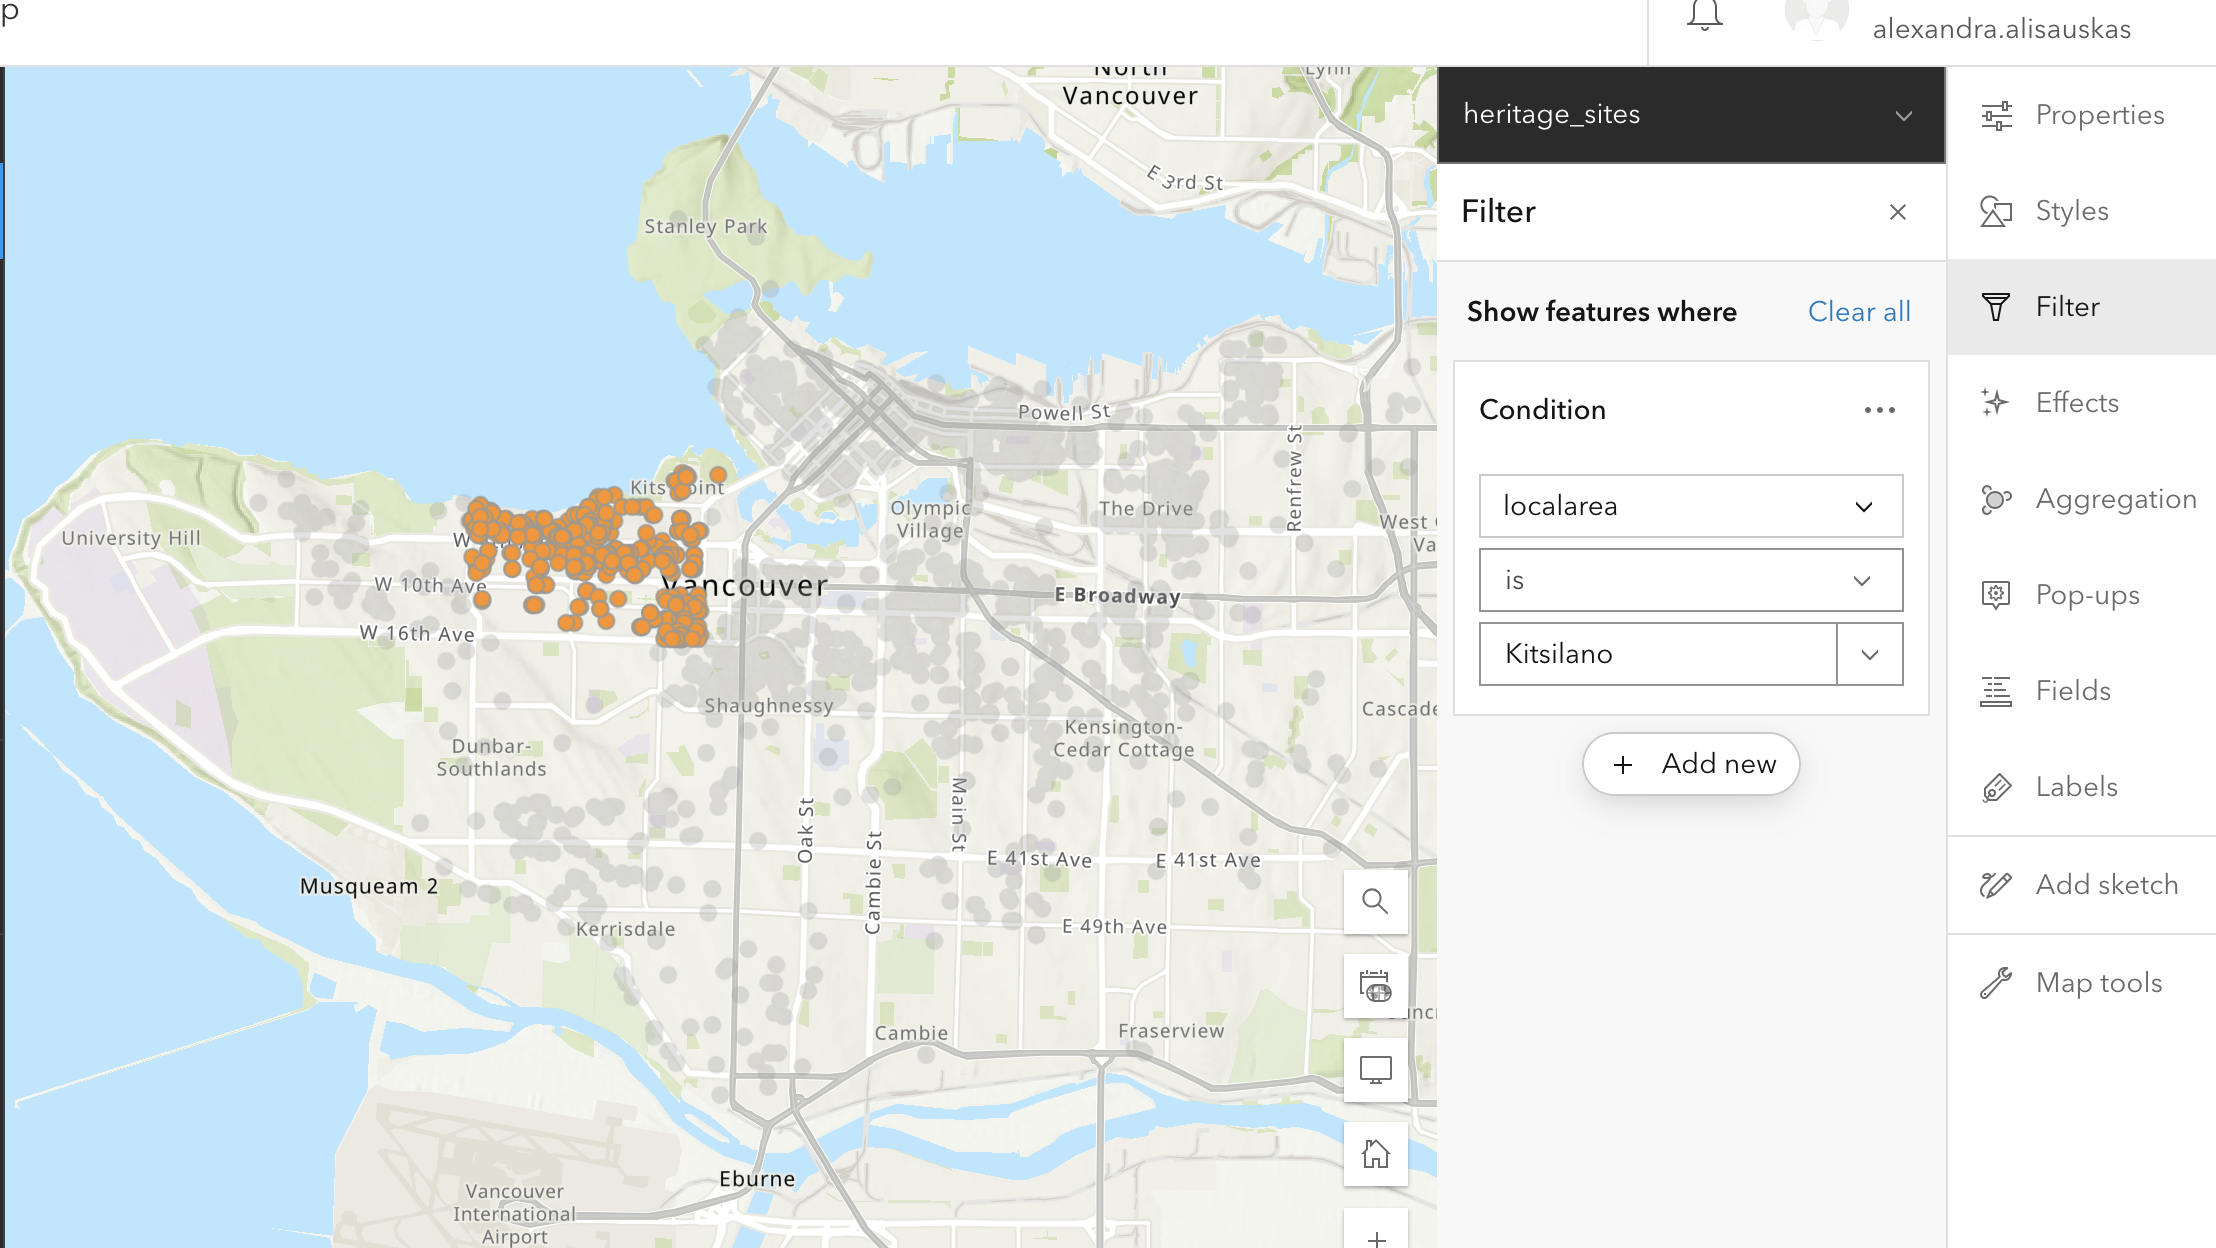 p
alexandra.alisauskas
North
Vancouver
Lynn
E 3rd St
Stanley Park
Powell St
Renfrew St
Kits Point
University Hill
Olympic
Village
The Drive
West
Va
W
W 10th Ave
Vancouver
E Broadway
W 16th Ave
Shaughnessy
Cascade
Kensington-
Cedar Cottage
Dunbar-
Southlands
Main St
Oak St
Cambie St
E 41st Ave
E 41st Ave
Musqueam 2
Kerrisdale
E 49th Ave
Cambie
Fraserview
Eburne
Vancouver
International
Airport
heritage_sites
Filter
Show features where
Clear all
Condition
localarea
is
Kitsilano
+ Add new
Properties
Styles
Filter
Effects
Aggregation
Pop-ups
Fields
Labels
Add sketch
Map tools